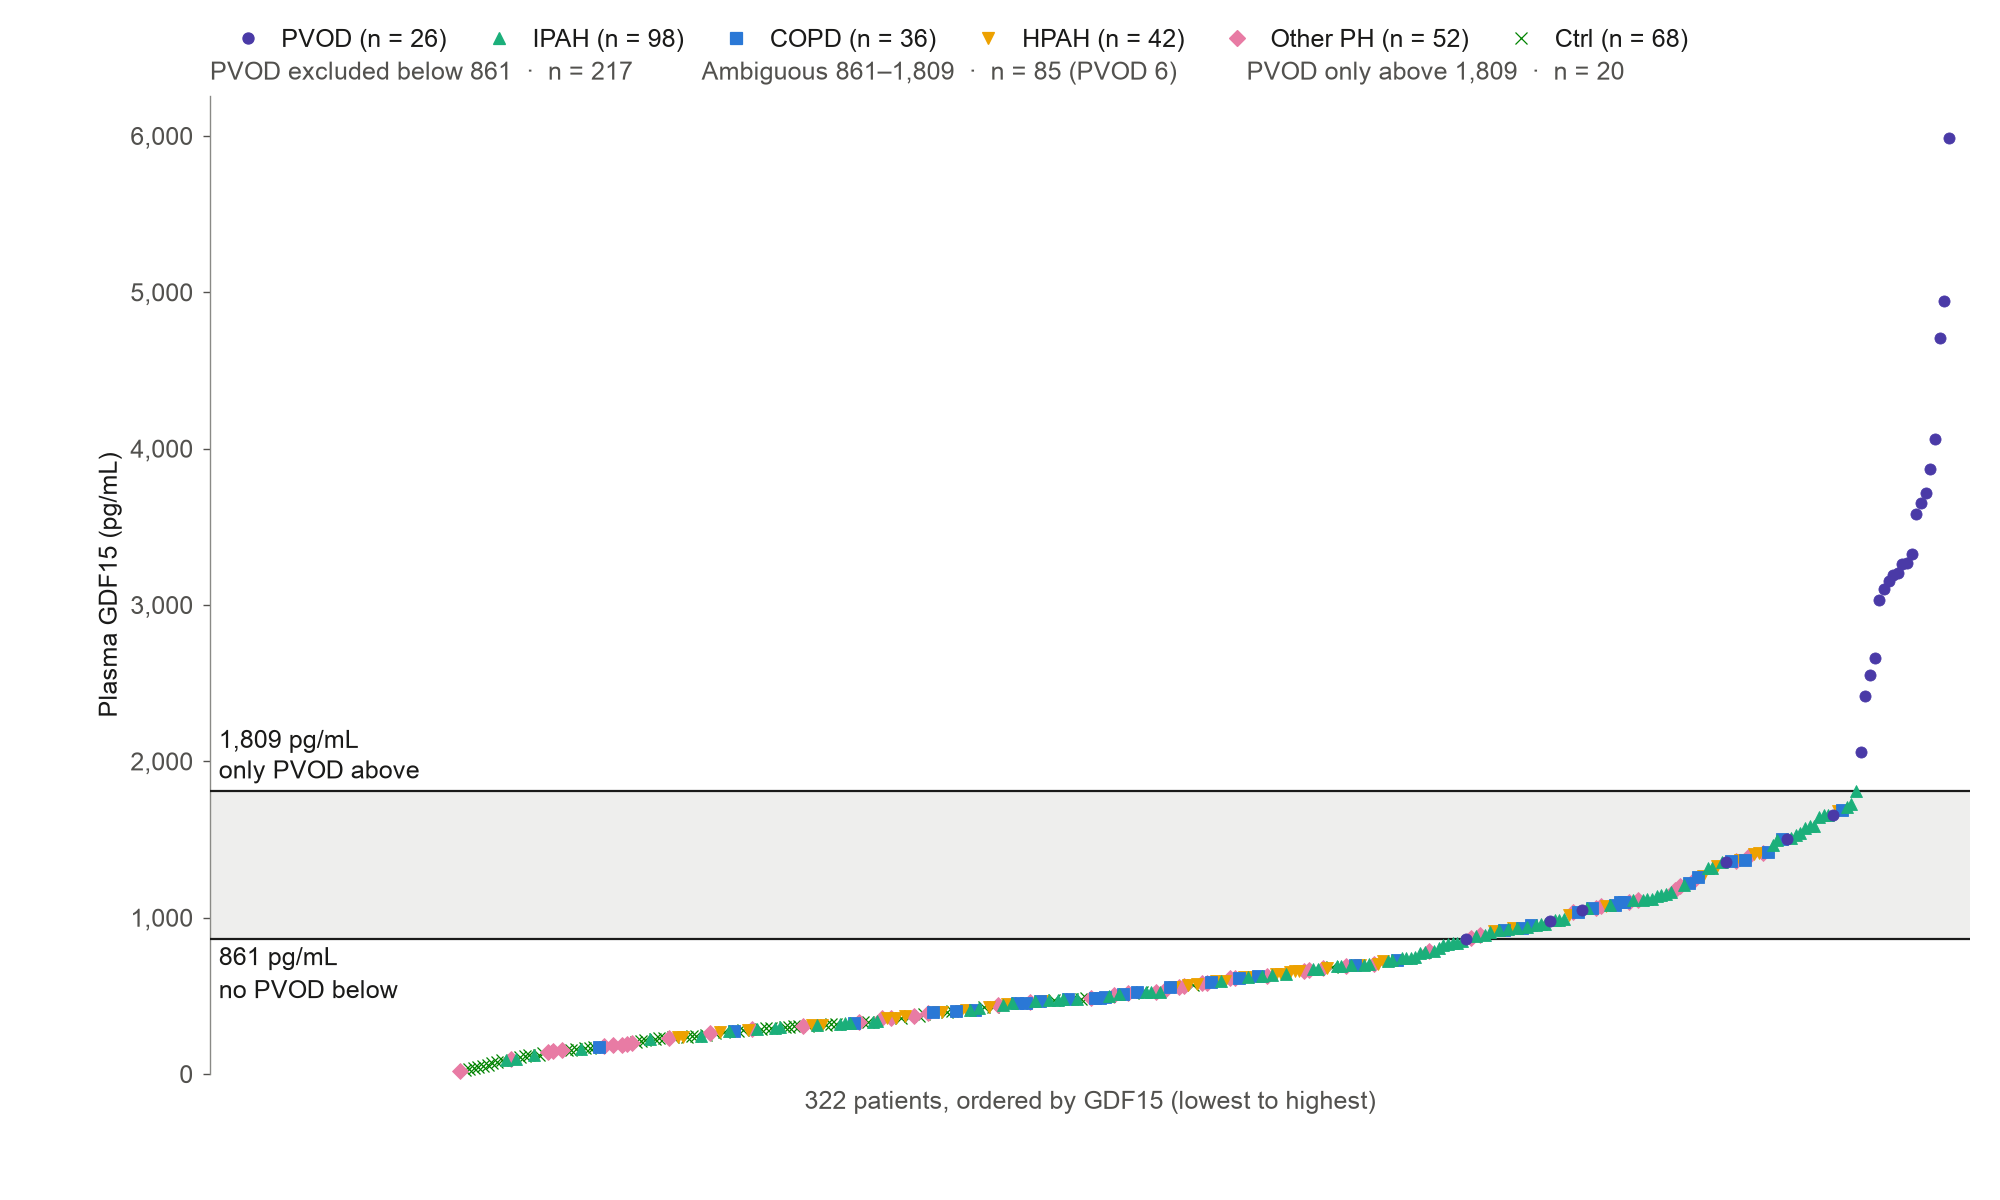 PVOD (n = 26) IPAH (n = 98) COPD (n = 36) HPAH (n = 42) Other PH (n = 52) Ctrl (n = 68)
PVOD excluded below 861 · n = 217 Ambiguous 861–1,809 · n = 85 (PVOD 6) PVOD only above 1,809 · n = 20
6,000
5,000
4,000
3,000
2,000
1,000
0
Plasma GDF15 (pg/mL)
1,809 pg/mL
only PVOD above
861 pg/mL
no PVOD below
322 patients, ordered by GDF15 (lowest to highest)